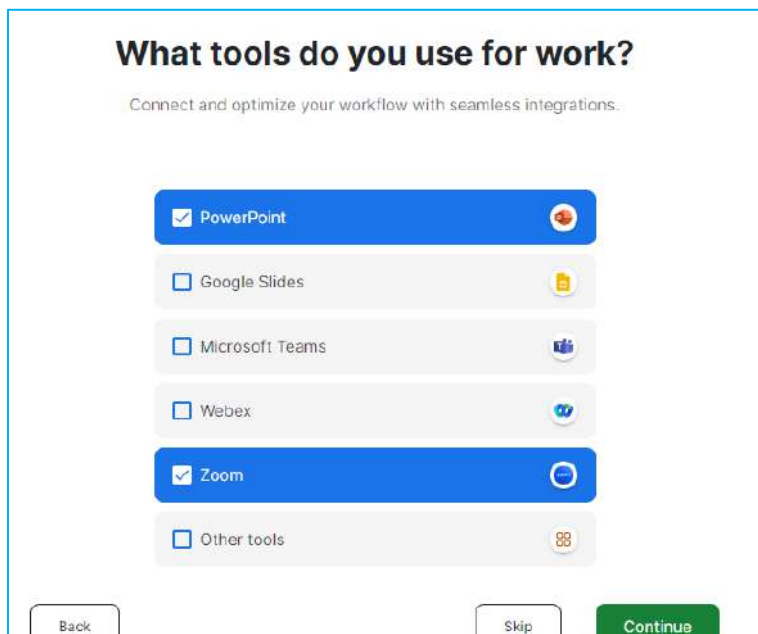 What tools do you use for work?
Connect and optimize your workflow with seamless integrations.
PowerPoint
Google Slides
Microsoft Teams
Webex
Zoom
Other tools
Back Skip Continue